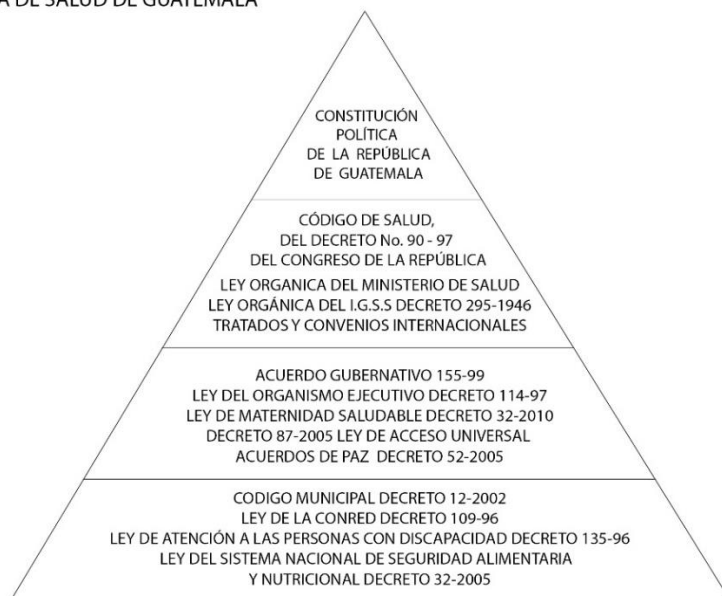 DE SALUD DE GUATEMALA
CONSTITUCIÓN
POLÍTICA
DE LA REPÚBLICA
DE GUATEMALA
CÓDIGO DE SALUD,
DEL DECRETO No. 90 - 97
DEL CONGRESO DE LA REPÚBLICA
LEY ORGANICA DEL MINISTERIO DE SALUD
LEY ORGÁNICA DEL I.G.S.S DECRETO 295-1946
TRATADOS Y CONVENIOS INTERNACIONALES
ACUERDO GUBERNATIVO 155-99
LEY DEL ORGANISMO EJECUTIVO DECRETO 114-97
LEY DE MATERNIDAD SALUDABLE DECRETO 32-2010
DECRETO 87-2005 LEY DE ACCESO UNIVERSAL
ACUERDOS DE PAZ DECRETO 52-2005
CODIGO MUNICIPAL DECRETO 12-2002
LEY DE LA CONRED DECRETO 109-96
LEY DE ATENCIÓN A LAS PERSONAS CON DISCAPACIDAD DECRETO 135-96
LEY DEL SISTEMA NACIONAL DE SEGURIDAD ALIMENTARIA
Y NUTRICIONAL DECRETO 32-2005